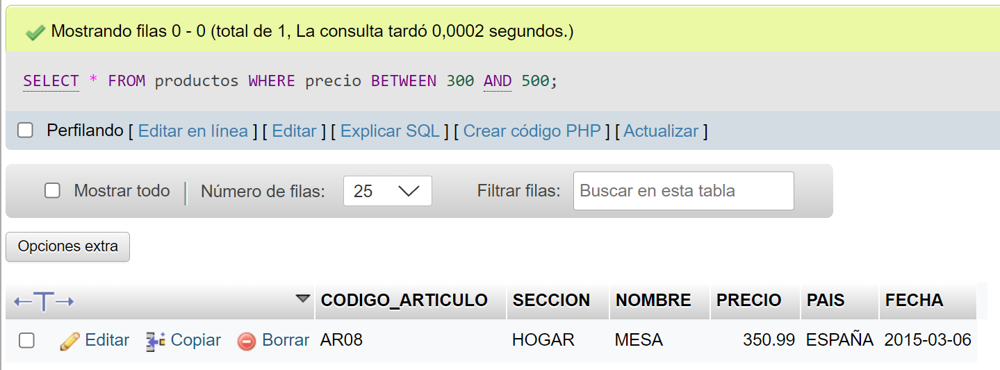 Mostrando filas 0 - 0 (total de 1, La consulta tardó 0,0002 segundos.)
SELECT * FROM productos WHERE precio BETWEEN 300 AND 500;
Perfilando [ Editar en línea ] [ Editar ] [ Explicar SQL ] [ Crear código PHP ] [ Actualizar ]
Mostrar todo Número de filas: 25 Filtrar filas: Buscar en esta tabla
Opciones extra
←T→ CODIGO_ARTICULO SECCION NOMBRE PRECIO PAIS FECHA
Editar Copiar Borrar AR08 HOGAR MESA 350.99 ESPAÑA 2015-03-06